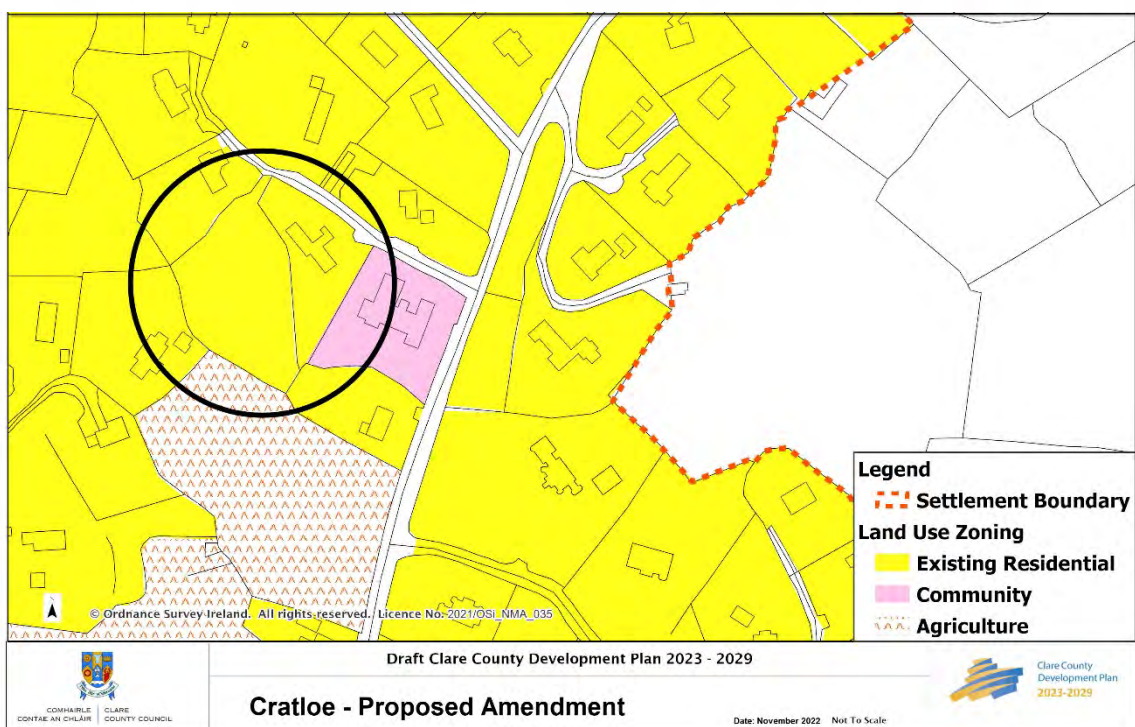 Legend
Settlement Boundary
Land Use Zoning
Existing Residential
Community
Agriculture
© Ordnance Survey Ireland. All rights reserved. Licence No. 2021/OSi_NMA_035
Draft Clare County Development Plan 2023 - 2029
Cratloe - Proposed Amendment
Date: November 2022 Not To Scale
COMHAIRLE
CONTAE AN CHLÁIR
CLARE
COUNTY COUNCIL
Clare County
Development Plan
2023-2029